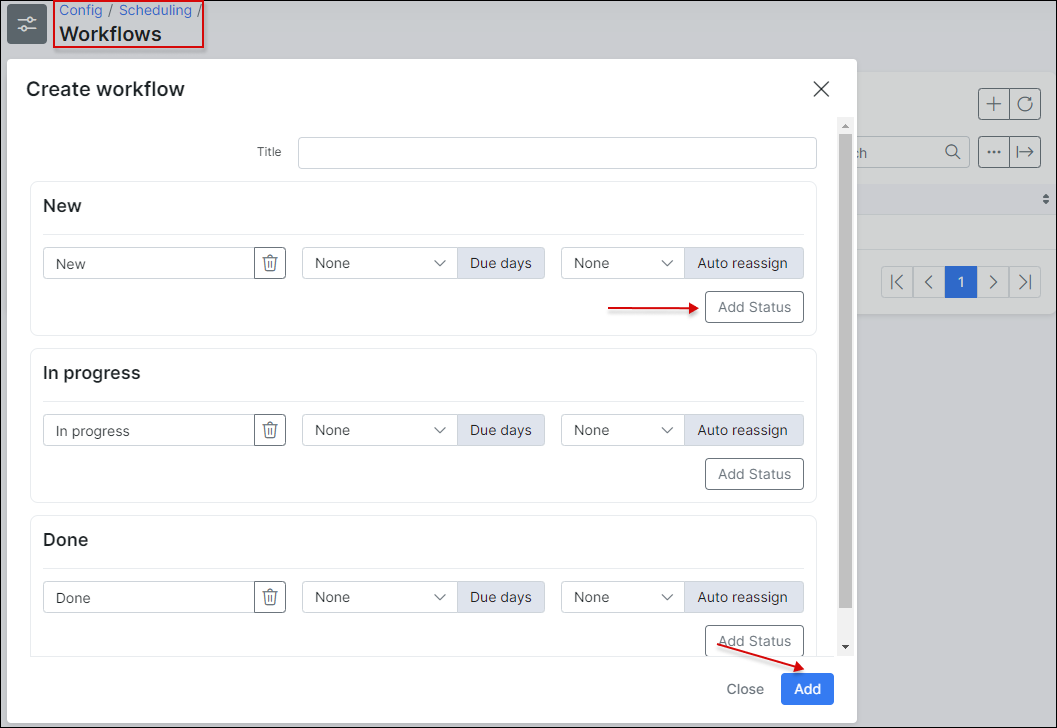 Config / Scheduling /
Workflows
Create workflow
Title
New
New None Due days None Auto reassign
Add Status
In progress
In progress None Due days None Auto reassign
Add Status
Done
Done None Due days None Auto reassign
Add Status
Close Add
ch
1